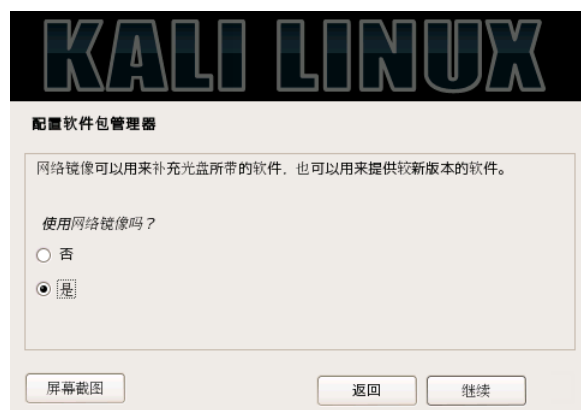 KALI LINUX
配置软件包管理器
网络镜像可以用来补充光盘所带的软件，也可以用来提供较新版本的软件。
使用网络镜像吗？
否
是
屏幕截图
返回
继续